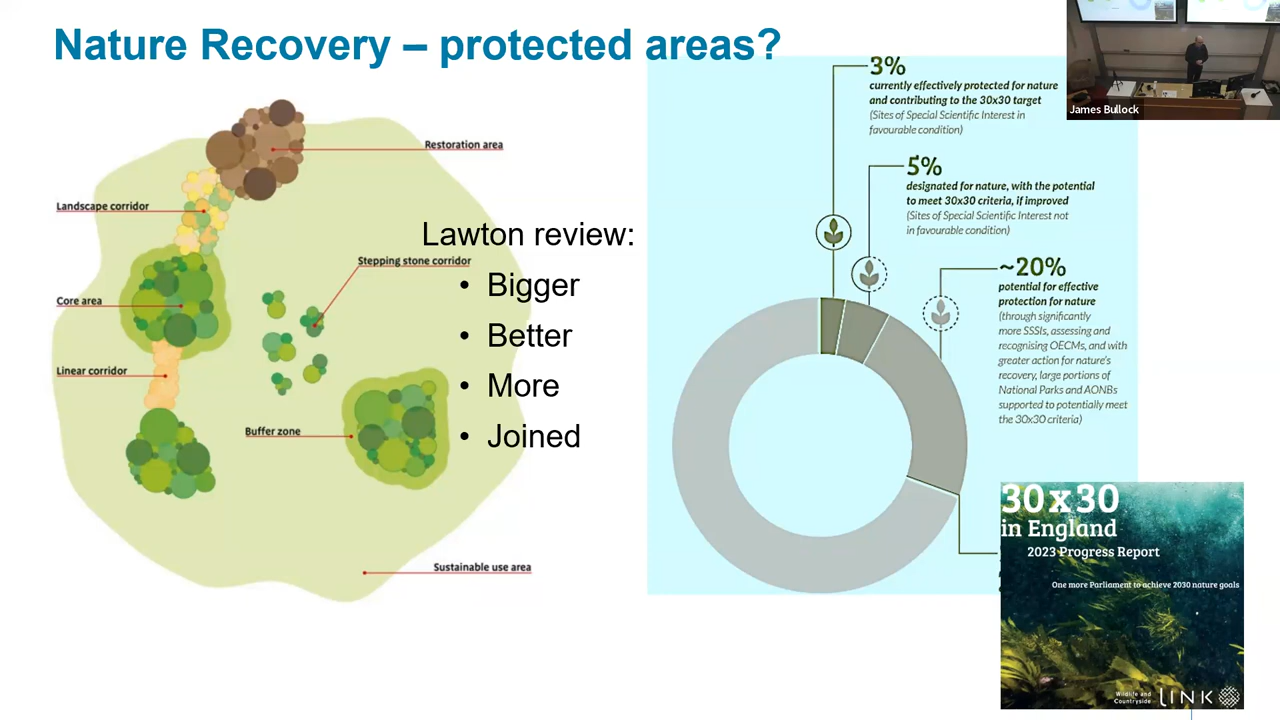 Nature Recovery – protected areas?
James Bullock
Restoration area
Landscape corridor
Stepping stone corridor
Core area
Linear corridor
Buffer zone
Sustainable use area
Lawton review:
• Bigger
• Better
• More
• Joined
3%
currently effectively protected for nature
and contributing to the 30x30 target
(Sites of Special Scientific Interest in
favourable condition)
5%
designated for nature, with the potential
to meet 30x30 criteria, if improved
(Sites of Special Scientific Interest not
in favourable condition)
~20%
potential for effective
protection for nature
(through significantly
more SSSIs, assessing and
recognising OECMs, and with
greater action for nature's
recovery, large portions of
National Parks and AONBs
supported to potentially meet
the 30x30 criteria)
30x30
in England
2023 Progress Report
One more Parliament to achieve 2030 nature goals
Wildlife and
Countryside
LINK